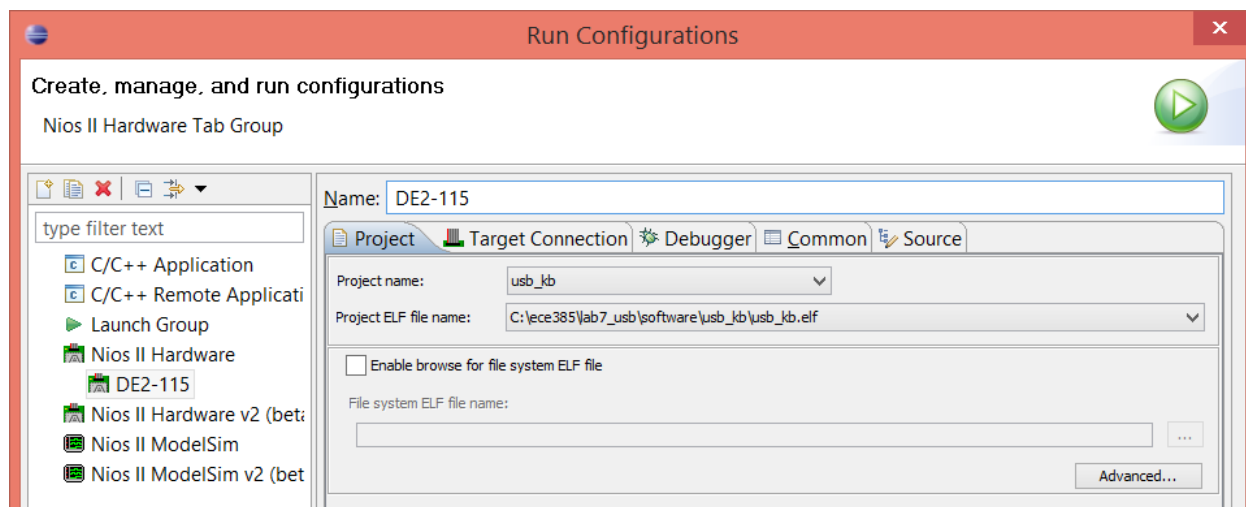 Run Configurations
Create, manage, and run configurations
Nios II Hardware Tab Group
type filter text
C/C++ Application
C/C++ Remote Applicati
Launch Group
Nios II Hardware
DE2-115
Nios II Hardware v2 (beta
Nios II ModelSim
Nios II ModelSim v2 (bet
Name: DE2-115
Project Target Connection Debugger Common Source
Project name: usb_kb
Project ELF file name: C:\ece385\lab7_usb\software\usb_kb\usb_kb.elf
Enable browse for file system ELF file
File system ELF file name:
...
Advanced...